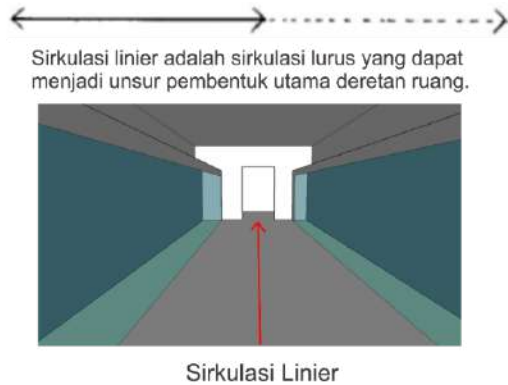 Sirkulasi linier adalah sirkulasi lurus yang dapat
menjadi unsur pembentuk utama deretan ruang.
Sirkulasi Linier